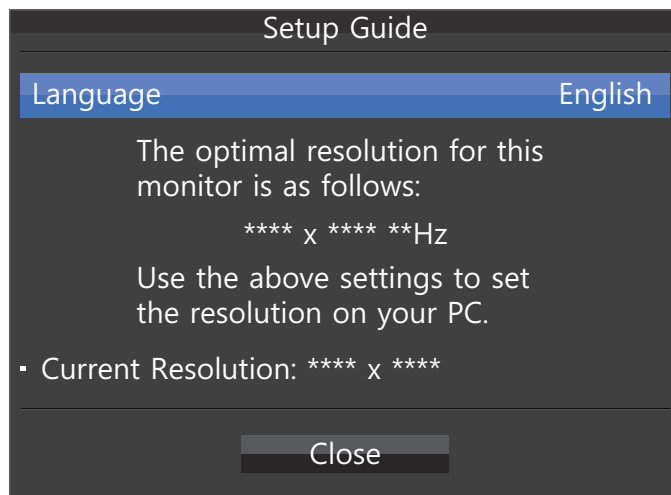 Setup Guide
Language English
The optimal resolution for this
monitor is as follows:
**** x **** **Hz
Use the above settings to set
the resolution on your PC.
Current Resolution: **** x ****
Close